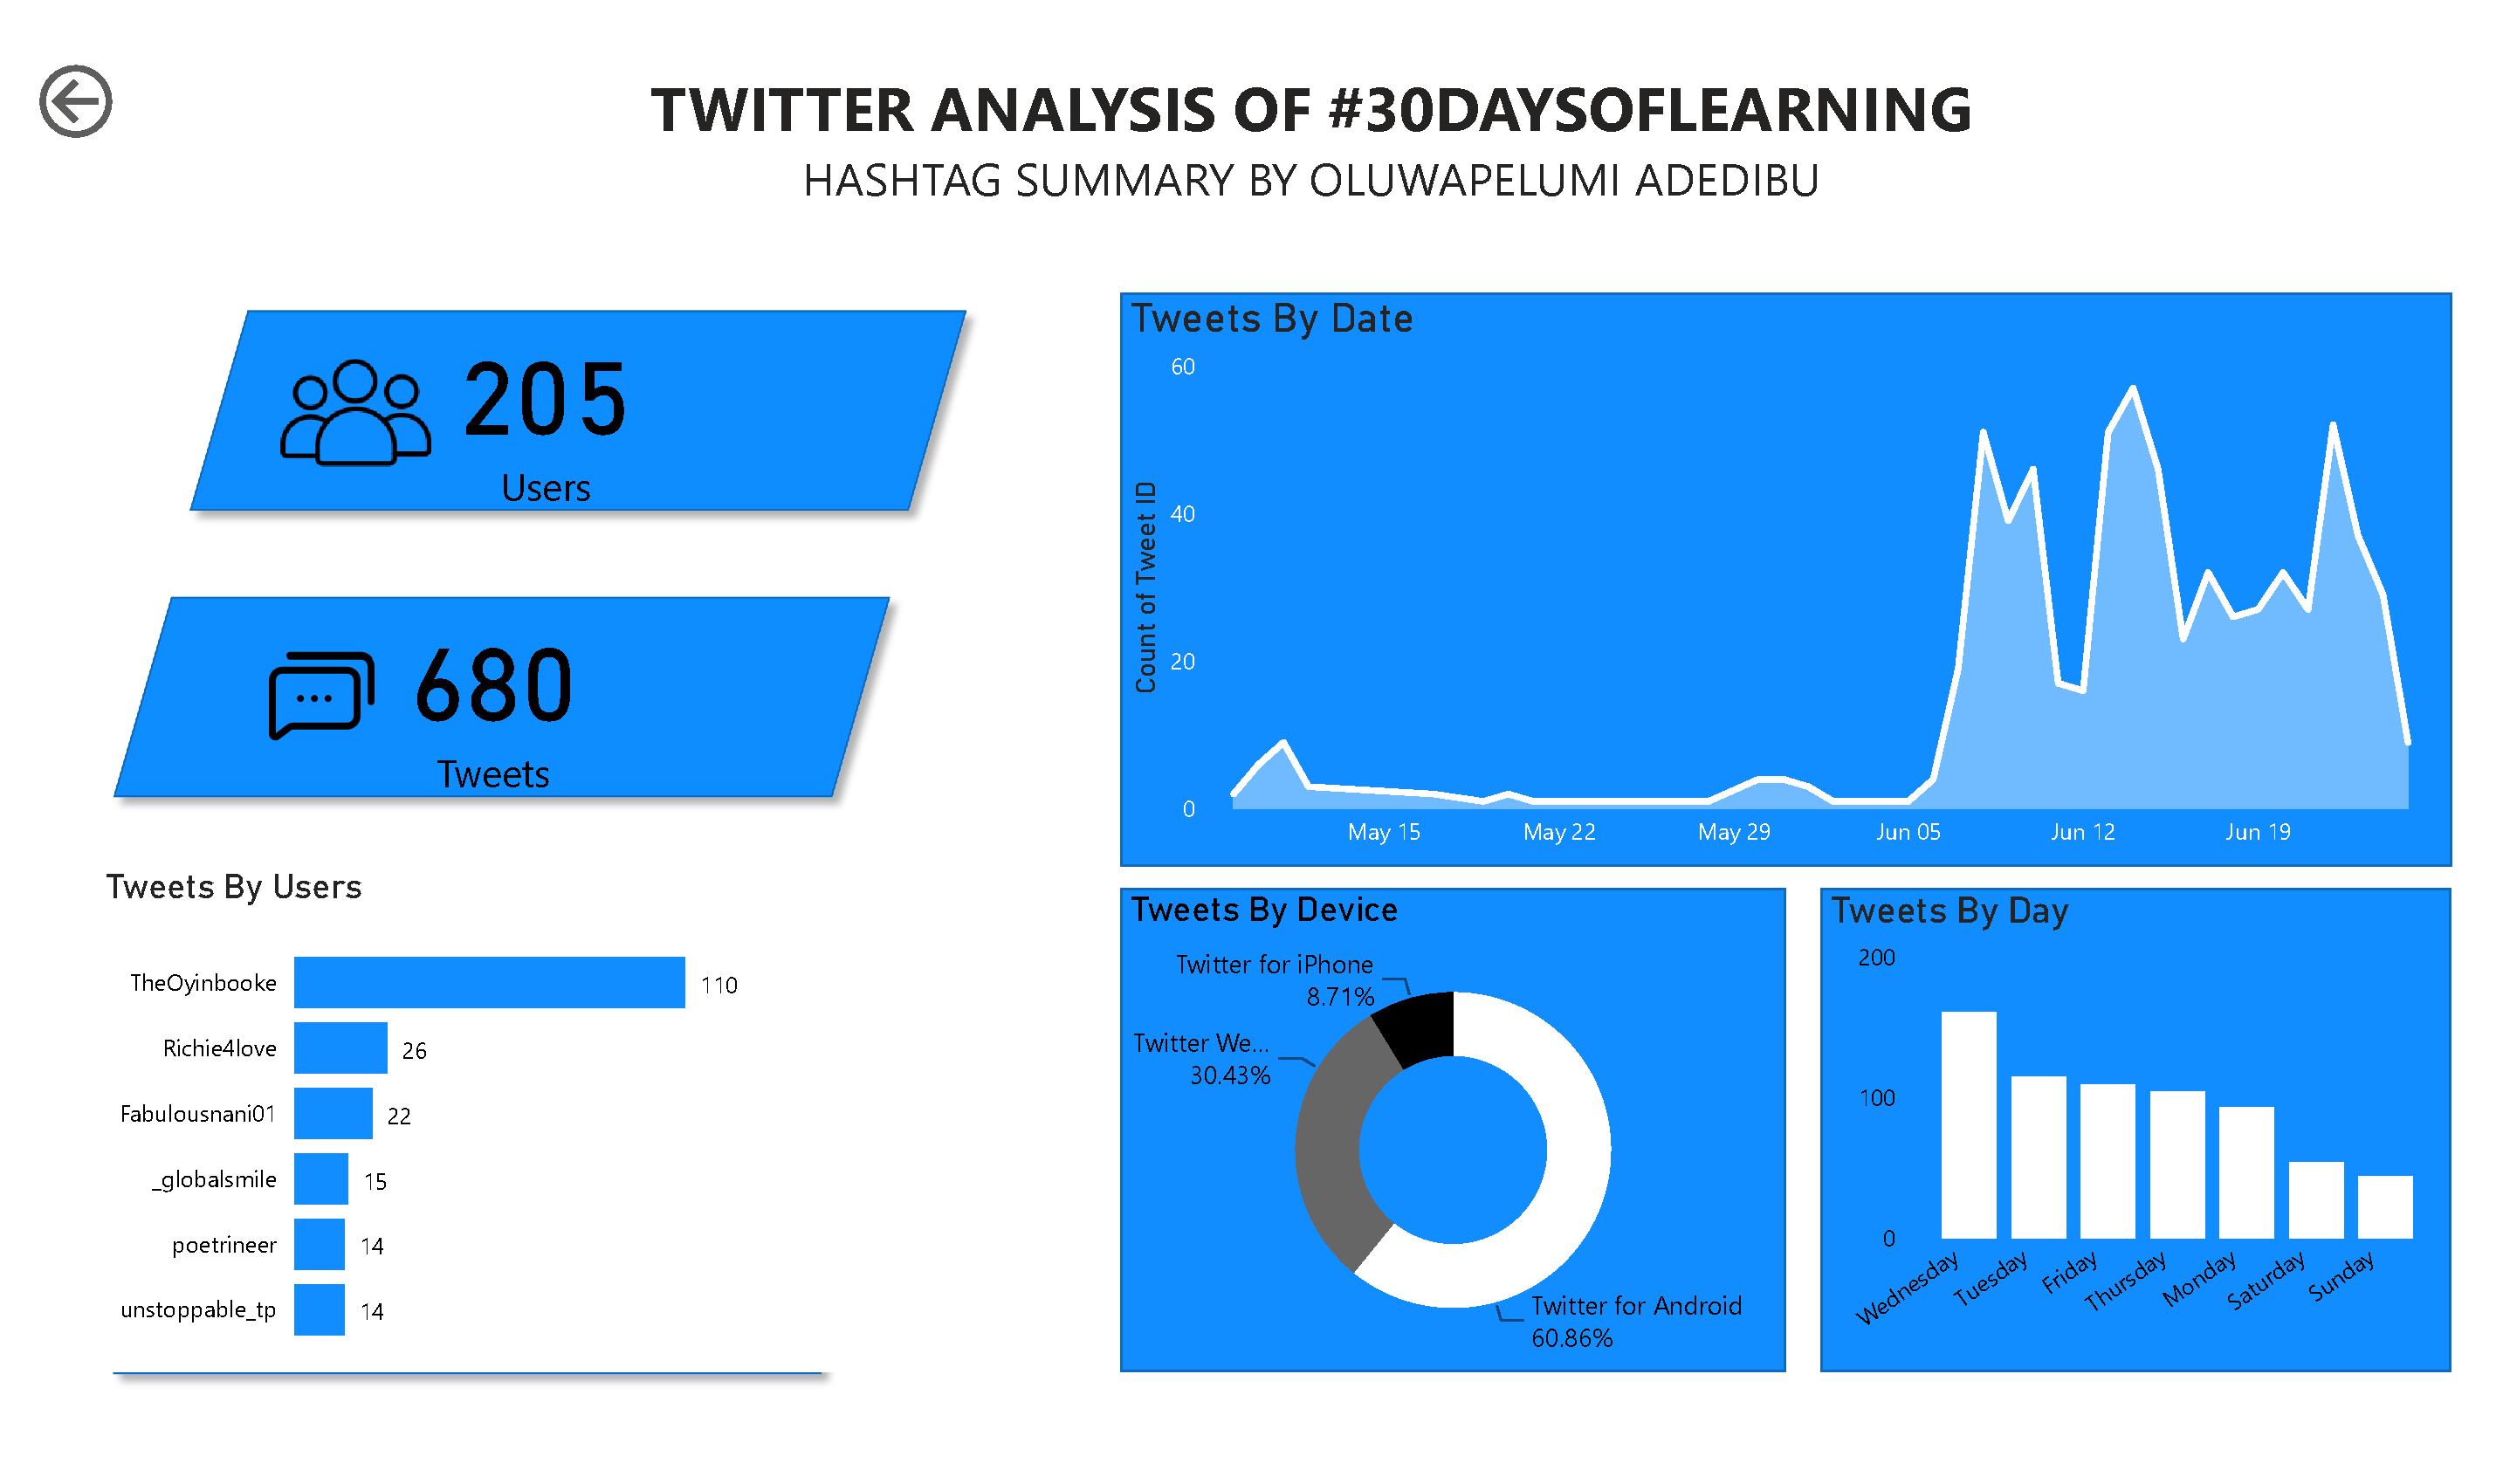 TWITTER ANALYSIS OF #30DAYSOFLEARNING
HASHTAG SUMMARY BY OLUWAPELUMI ADEDIBU
205
Users
680
Tweets
Tweets By Users
TheOyinbooke 110
Richie4love 26
Fabulousnani01 22
_globalsmile 15
poetrineer 14
unstoppable_tp 14
Tweets By Date
Count of Tweet ID
60
40
20
0
May 15 May 22 May 29 Jun 05 Jun 12 Jun 19
Tweets By Device
Twitter for iPhone
8.71%
Twitter We...
30.43%
Twitter for Android
60.86%
Tweets By Day
200
100
0
Wednesday Tuesday Friday Thursday Monday Saturday Sunday